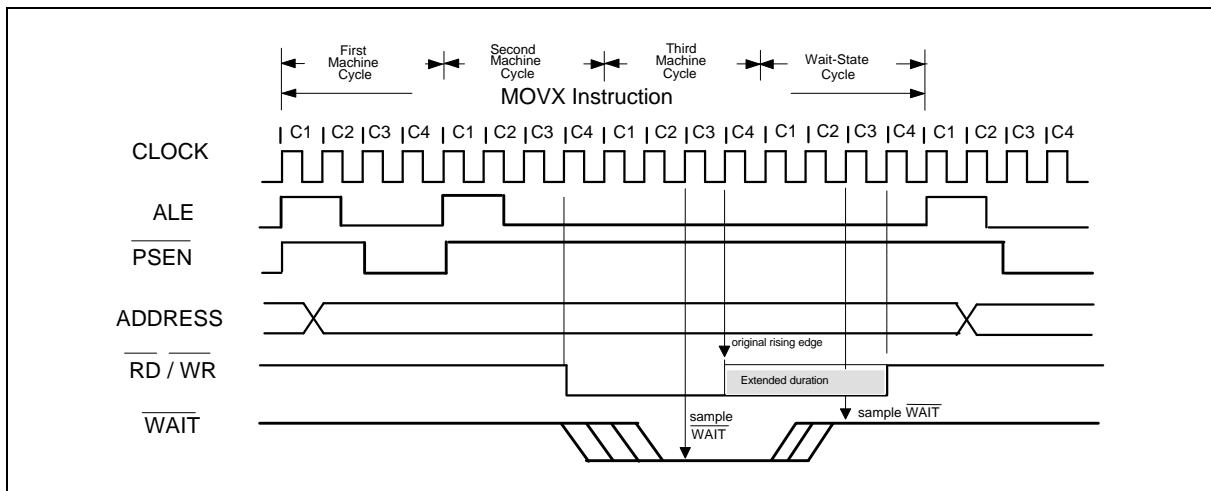 First
Machine
Cycle
Second
Machine
Cycle
Third
Machine
Cycle
Wait-State
Cycle
MOVX Instruction
C1 C2 C3 C4 C1 C2 C3 C4 C1 C2 C3 C4 C1 C2 C3 C4 C1 C2 C3 C4
CLOCK
ALE
PSEN
ADDRESS
original rising edge
RD / WR
Extended duration
sample
WAIT
sample WAIT
WAIT